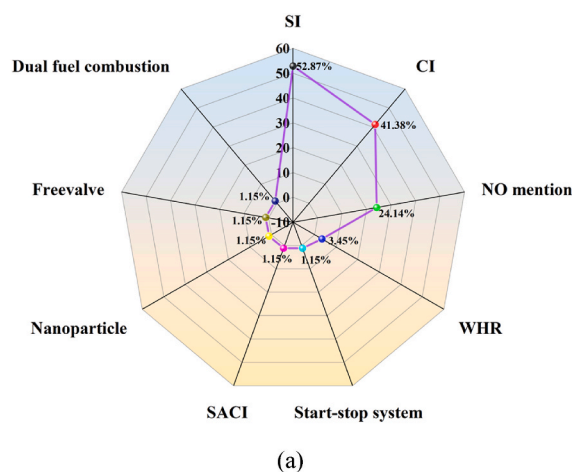 SI
60
Dual fuel combustion
CI
52.87%
50
40
41.38%
30
20
Freevalve
NO mention
10
0
1.15%
1.15%
24.14%
-10
1.15%
3.45%
1.15%
1.15%
Nanoparticle
WHR
SACI
Start-stop system
(a)